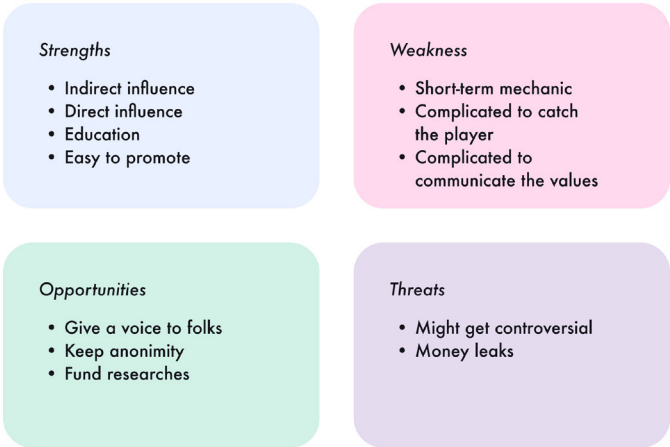 Strengths
• Indirect influence
• Direct influence
• Education
• Easy to promote
Weakness
• Short-term mechanic
• Complicated to catch
the player
• Complicated to
communicate the values
Opportunities
• Give a voice to folks
• Keep anonimity
• Fund researches
Threats
• Might get controversial
• Money leaks